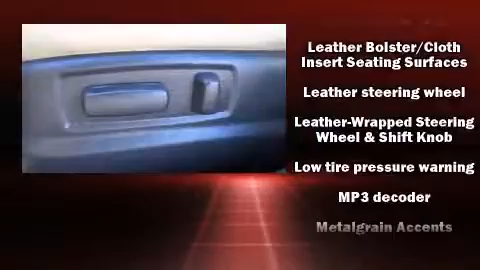 Leather Bolster/Cloth
Insert Seating Surfaces
Leather steering wheel
Leather-Wrapped Steering
Wheel & Shift Knob
Low tire pressure warning
MP3 decoder
Metalgrain Accents